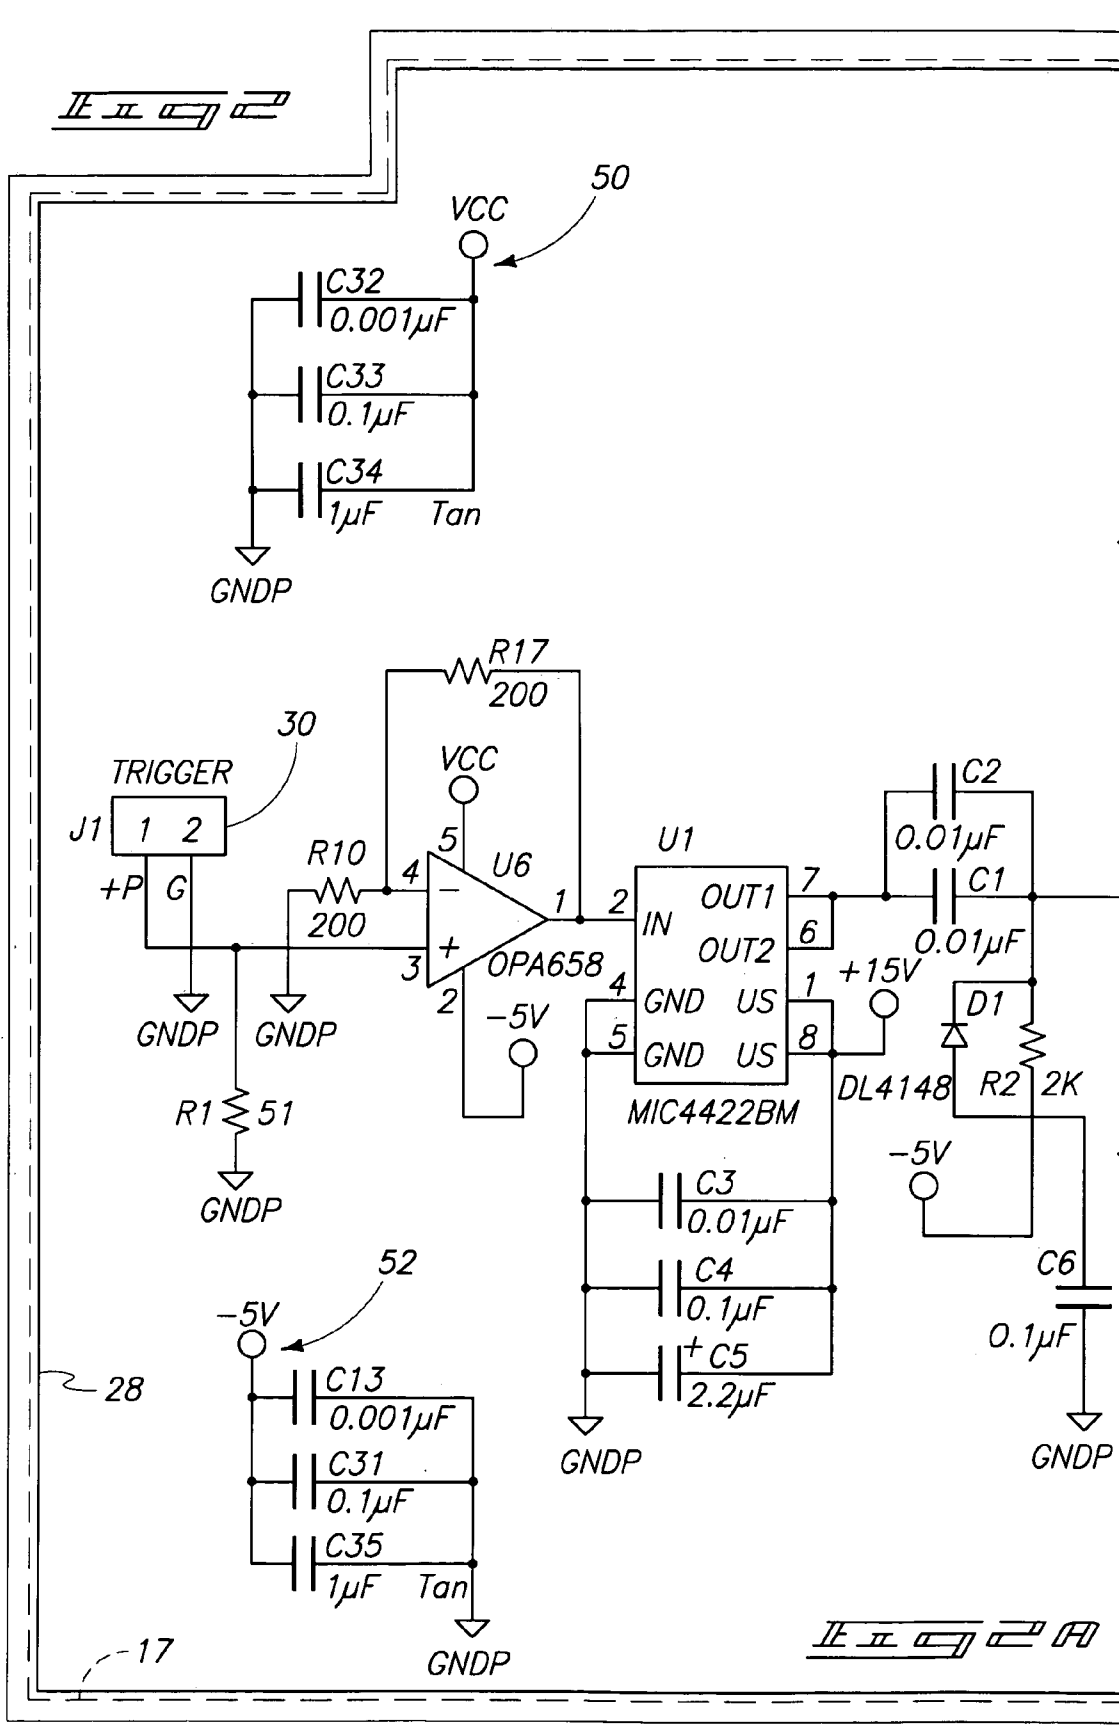 Fig 2
50
VCC
C32
0.001µF
C33
0.1µF
C34
1µF Tan
GNDP
R17
200
30
TRIGGER
J1 1 2
+P G
GNDP
R10
200
GNDP
VCC
5
4
−
U6
+
3
2
1
OPA658
−5V
R1 51
GNDP
U1
2 IN
OUT1 7
OUT2 6
4 GND US 1
5 GND US 8
MIC4422BM
+15V
C2
0.01µF
C1
0.01µF
D1
DL4148
R2 2K
−5V
C3
0.01µF
C4
0.1µF
+ C5
2.2µF
GNDP
C6
0.1µF
GNDP
52
−5V
C13
0.001µF
C31
0.1µF
C35
1µF Tan
GNDP
28
17
Fig 2A